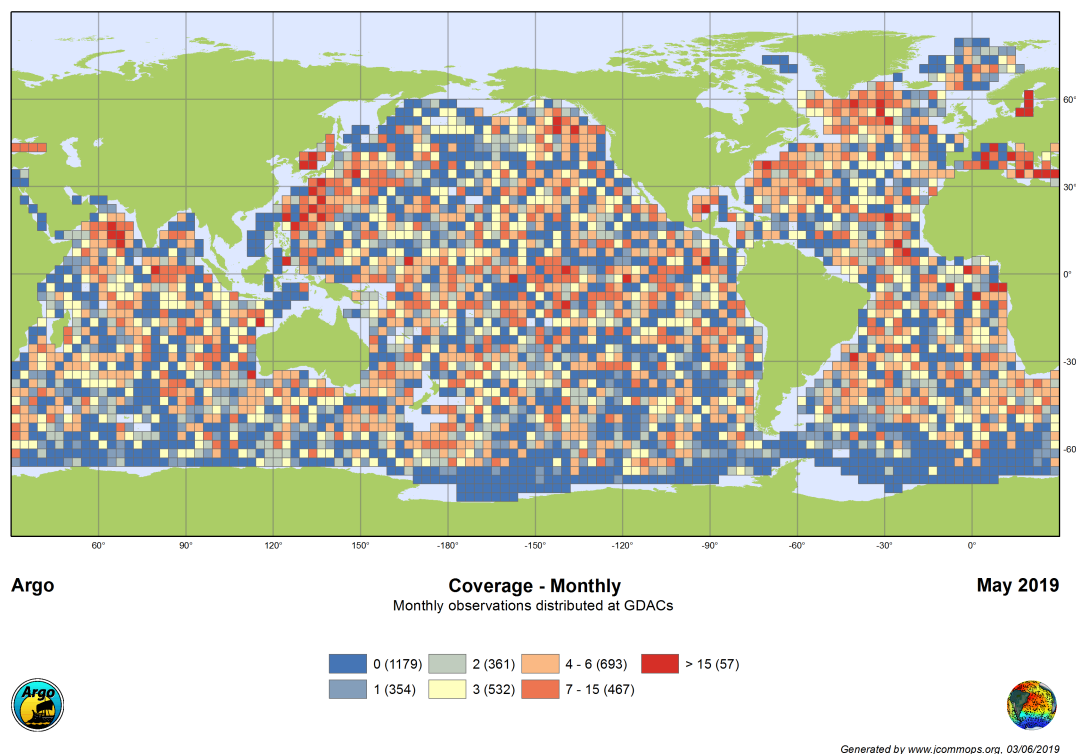 60°
30°
0°
-30
-60
60°
90°
120°
150°
-180°
-150°
-120°
-90°
-60°
-30°
0°
Argo
Coverage - Monthly
May 2019
Monthly observations distributed at GDACs
0 (1179)
2 (361)
4 - 6 (693)
> 15 (57)
1 (354)
3 (532)
7 - 15 (467)
Argo
Generated by www.jcommops.org, 03/06/2019